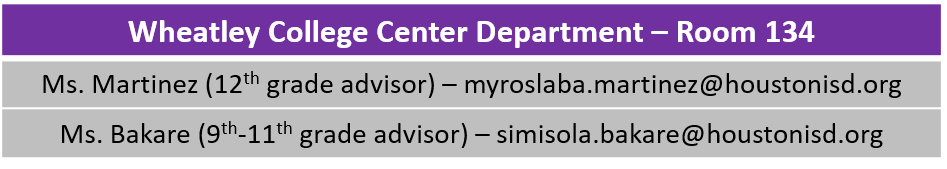 Wheatley College Center Department – Room 134
Ms. Martinez (12th grade advisor) – myroslaba.martinez@houstonisd.org
Ms. Bakare (9th-11th grade advisor) – simisola.bakare@houstonisd.org